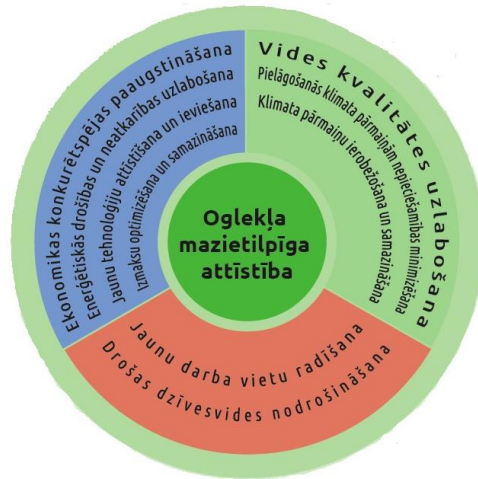 Ekonomikas konkurētspējas paaugstināšana
Enerģētiskās drošības un neatkarības uzlabošana
Jaunu tehnoloģiju attīstīšana un ieviešana
Izmaksu optimizēšana un samazināšana
Vides kvalitātes uzlabošana
Pielāgošanās klimata pārmaiņām nepieciešamības minimizēšana
Klimata pārmaiņu ierobežošana un samazināšana
Oglekļa
mazietilpīga
attīstība
Jaunu darba vietu radīšana
Drošas dzīvesvides nodrošināšana